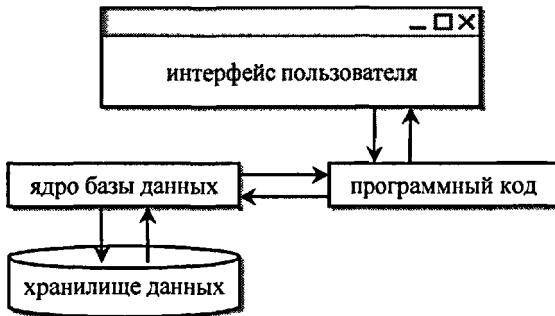 интерфейс пользователя
ядро базы данных
программный код
хранилище данных